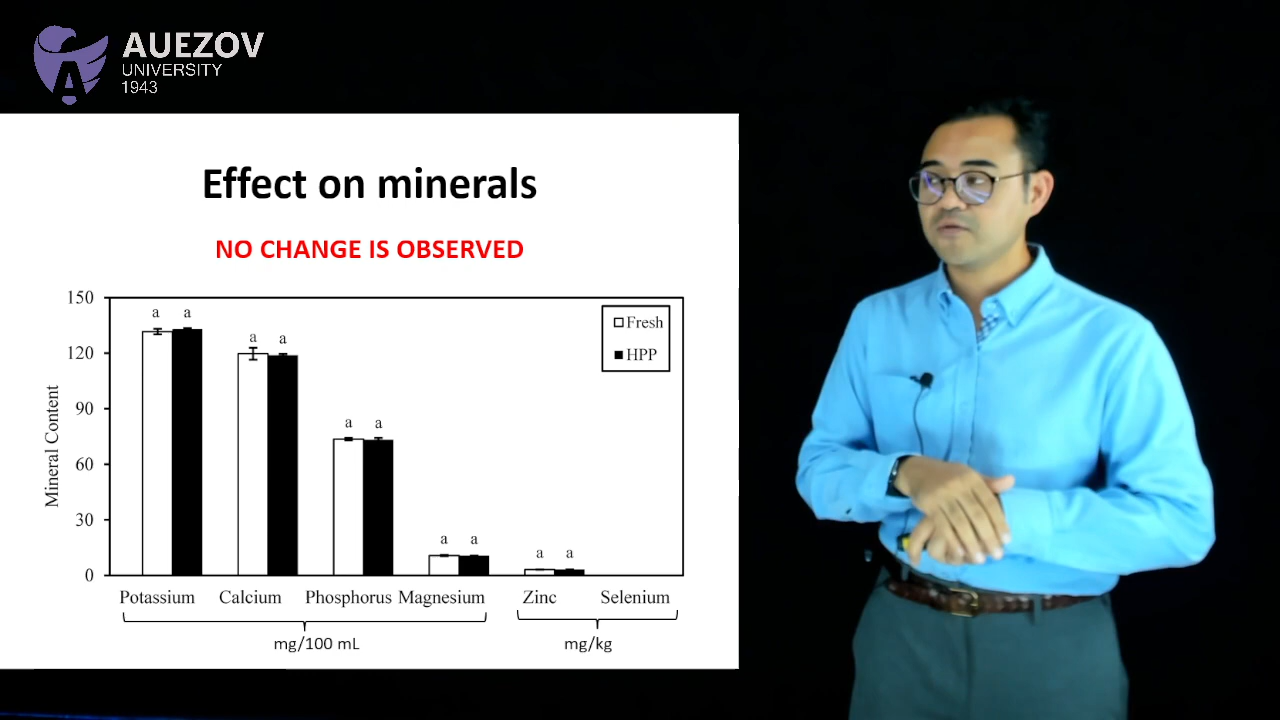 AUEZOV
UNIVERSITY
1943
Effect on minerals
NO CHANGE IS OBSERVED
150
120
90
60
30
0
Mineral Content
a a
a a
a a
a a
a a
Fresh
HPP
Potassium Calcium Phosphorus Magnesium Zinc Selenium
mg/100 mL mg/kg